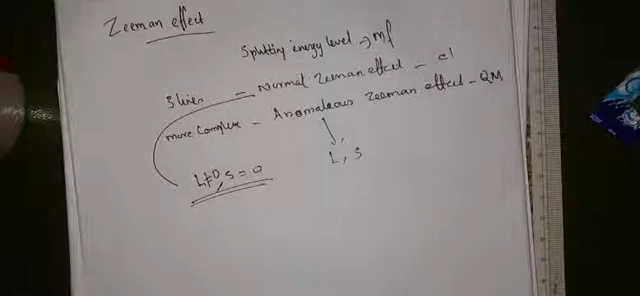 Zeeman effect
Splitting energy level → mf
3 lines - Normal Zeeman effect - cl
more complex - Anomaleous Zeeman effect - QM
L, S
L≠0, S = 0